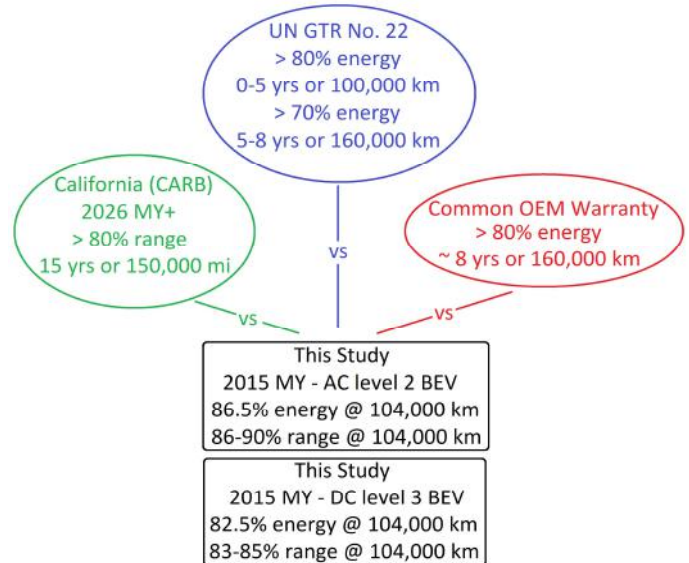 UN GTR No. 22
> 80% energy
0-5 yrs or 100,000 km
> 70% energy
5-8 yrs or 160,000 km
California (CARB)
2026 MY+
> 80% range
15 yrs or 150,000 mi
Common OEM Warranty
> 80% energy
~ 8 yrs or 160,000 km
vs
vs
vs
This Study
2015 MY - AC level 2 BEV
86.5% energy @ 104,000 km
86-90% range @ 104,000 km
This Study
2015 MY - DC level 3 BEV
82.5% energy @ 104,000 km
83-85% range @ 104,000 km